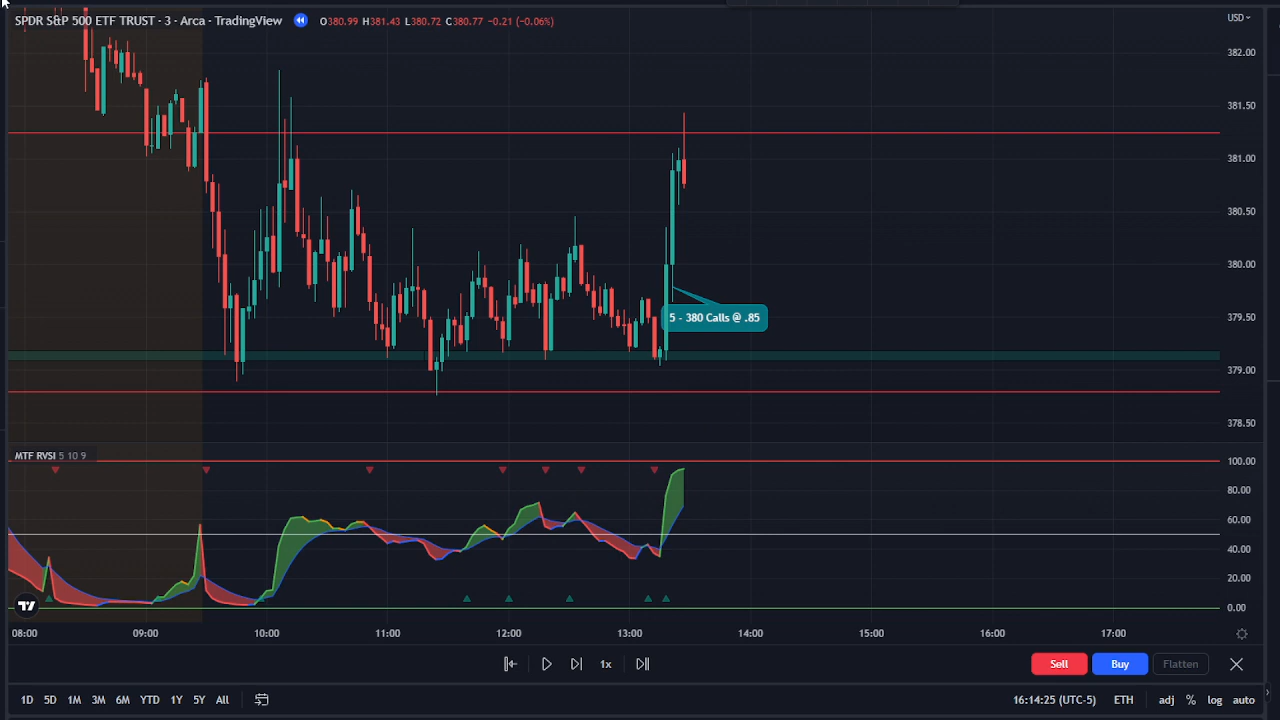 SPDR S&P 500 ETF TRUST · 3 · Arca · TradingView O380.99 H381.43 L380.72 C380.77 −0.21 (−0.06%)
USD
382.00
381.50
381.00
380.50
380.00
5 - 380 Calls @ .85
379.50
379.00
378.50
MTF RVSI 5 10 9
100.00
80.00
60.00
40.00
20.00
0.00
08:00 09:00 10:00 11:00 12:00 13:00 14:00 15:00 16:00 17:00
1x Sell Buy Flatten
1D 5D 1M 3M 6M YTD 1Y 5Y All 16:14:25 (UTC-5) ETH adj % log auto